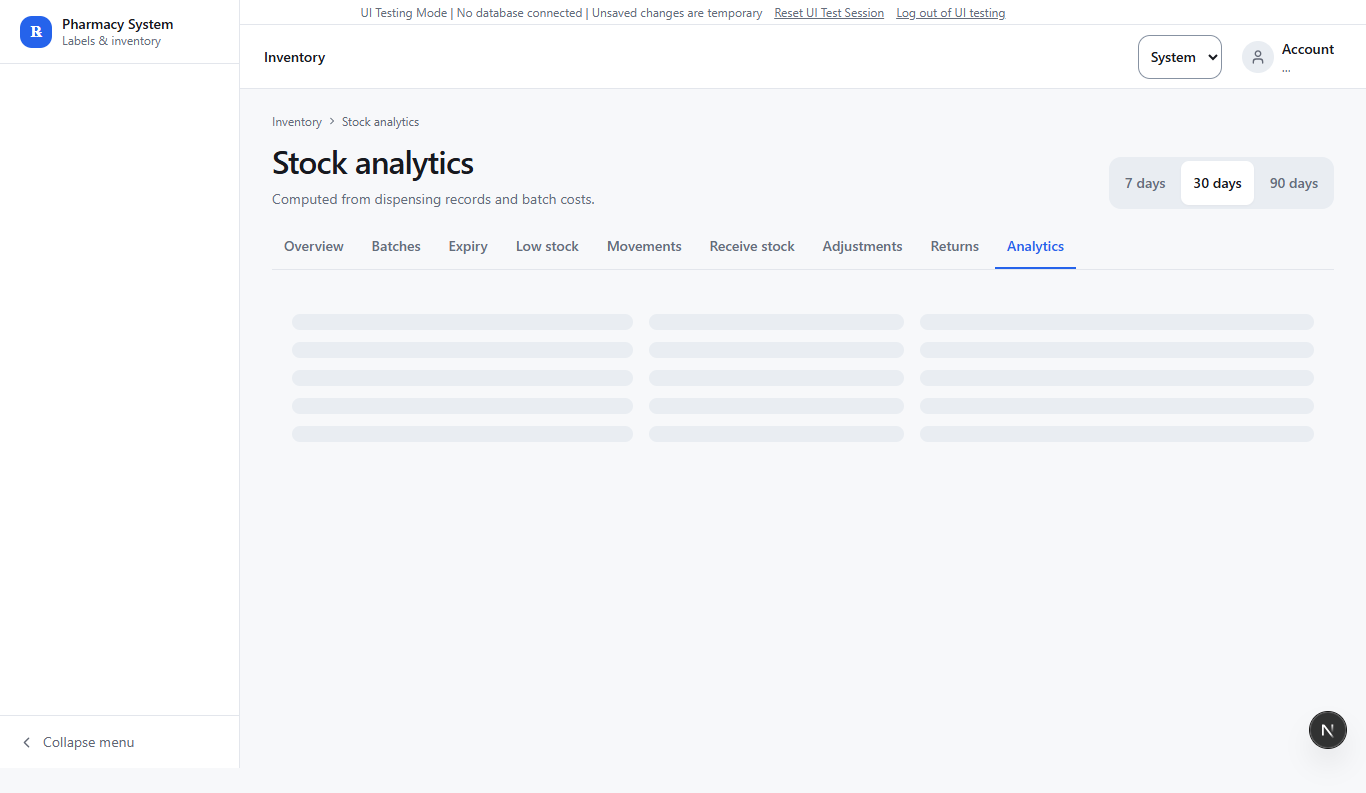 UI Testing Mode | No database connected | Unsaved changes are temporary Reset UI Test Session Log out of UI testing
℞
Pharmacy System
Labels & inventory
Inventory
System
Account
...
Inventory > Stock analytics
Stock analytics
Computed from dispensing records and batch costs.
7 days 30 days 90 days
Overview Batches Expiry Low stock Movements Receive stock Adjustments Returns Analytics
Collapse menu
N